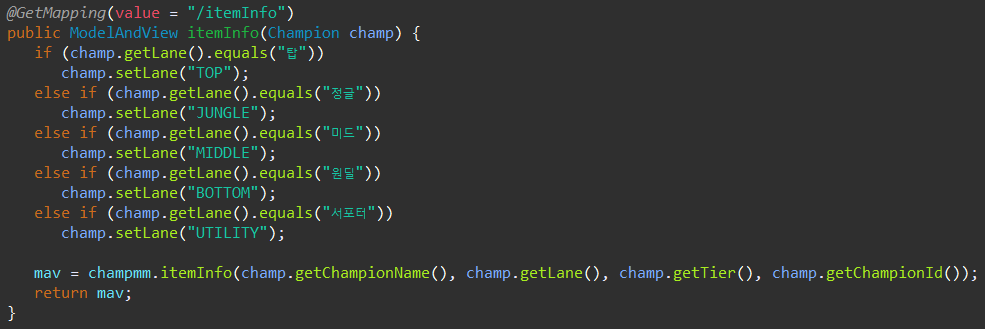 @GetMapping(value = "/itemInfo")
public ModelAndView itemInfo(Champion champ) {
if (champ.getLane().equals("탑"))
champ.setLane("TOP");
else if (champ.getLane().equals("정글"))
champ.setLane("JUNGLE");
else if (champ.getLane().equals("미드"))
champ.setLane("MIDDLE");
else if (champ.getLane().equals("원딜"))
champ.setLane("BOTTOM");
else if (champ.getLane().equals("서포터"))
champ.setLane("UTILITY");
mav = champmm.itemInfo(champ.getChampionName(), champ.getLane(), champ.getTier(), champ.getChampionId());
return mav;
}